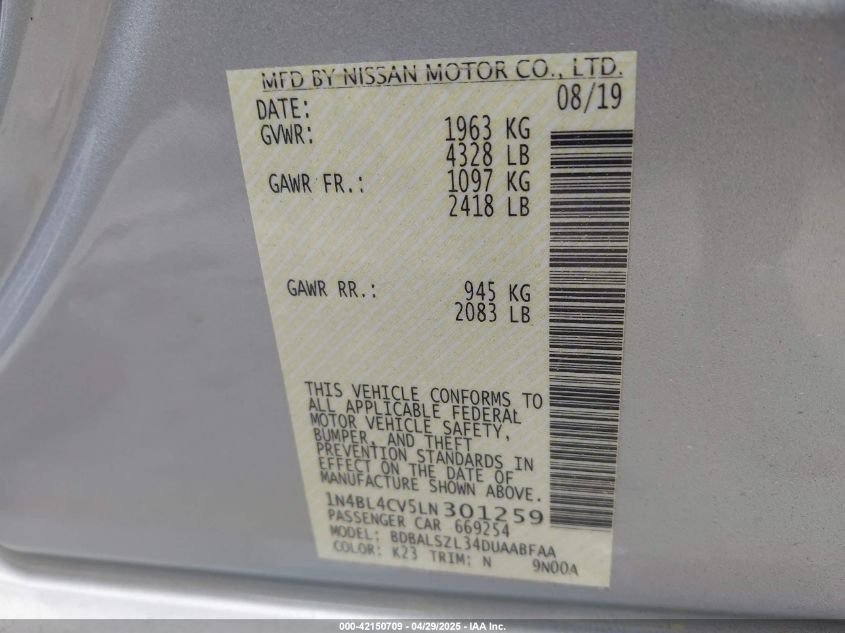 MFD BY NISSAN MOTOR CO., LTD.
DATE: 08/19
GVWR: 1963 KG
4328 LB
GAWR FR.: 1097 KG
2418 LB
GAWR RR.: 945 KG
2083 LB
THIS VEHICLE CONFORMS TO
ALL APPLICABLE FEDERAL
MOTOR VEHICLE SAFETY,
BUMPER, AND THEFT
PREVENTION STANDARDS IN
EFFECT ON THE DATE OF
MANUFACTURE SHOWN ABOVE.
1N4BL4CV5LN301259
PASSENGER CAR 669254
MODEL: BDBALSZL34DUAABFAA
COLOR: K23 TRIM: N 9N00A
000-42150709 - 04/29/2025 - IAA Inc.